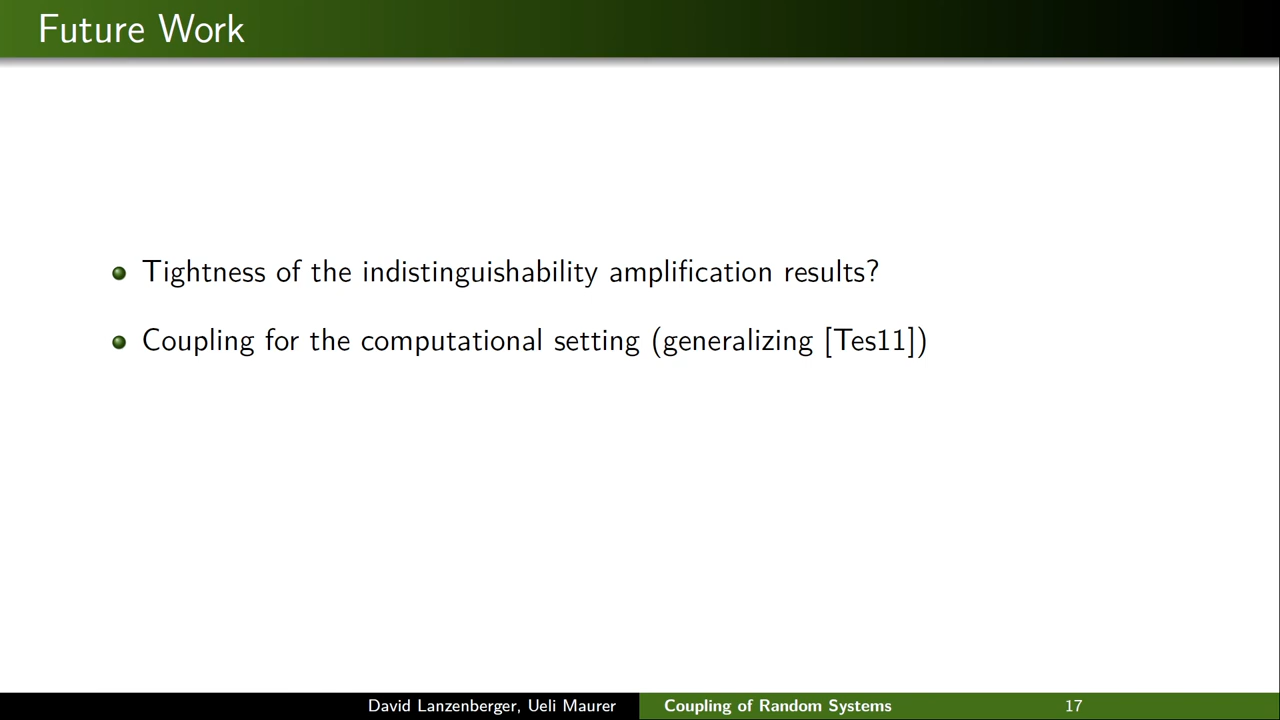 Future Work
Tightness of the indistinguishability amplification results?
Coupling for the computational setting (generalizing [Tes11])
David Lanzenberger, Ueli Maurer
Coupling of Random Systems
17